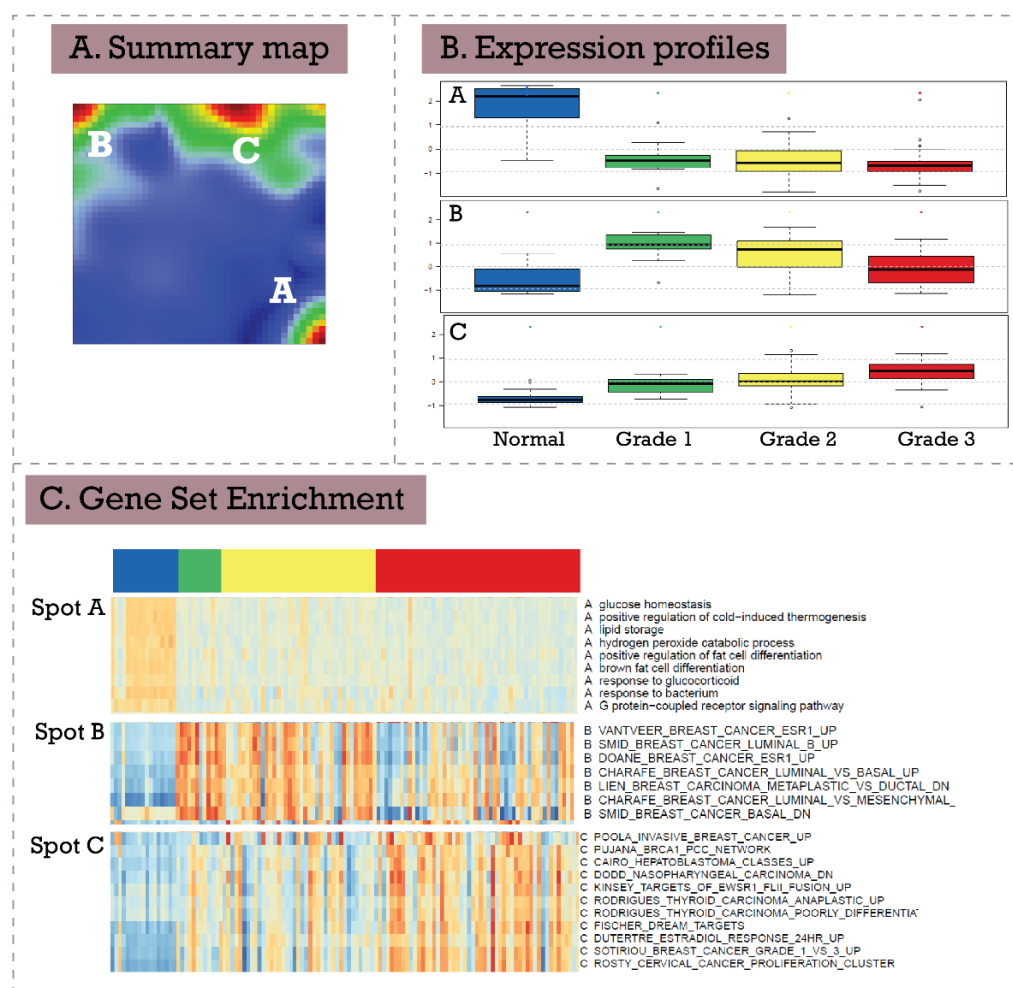 A. Summary map
B
C
A
B. Expression profiles
A
2
1
0
−1
B
2
1
0
−1
C
2
1
0
−1
Normal Grade 1 Grade 2 Grade 3
C. Gene Set Enrichment
Spot A
A glucose homeostasis
A positive regulation of cold−induced thermogenesis
A lipid storage
A hydrogen peroxide catabolic process
A positive regulation of fat cell differentiation
A brown fat cell differentiation
A response to glucocorticoid
A response to bacterium
A G protein−coupled receptor signaling pathway
Spot B
B VANTVEER_BREAST_CANCER_ESR1_UP
B SMID_BREAST_CANCER_LUMINAL_B_UP
B DOANE_BREAST_CANCER_ESR1_UP
B CHARAFE_BREAST_CANCER_LUMINAL_VS_BASAL_UP
B LIEN_BREAST_CARCINOMA_METAPLASTIC_VS_DUCTAL_DN
B CHARAFE_BREAST_CANCER_LUMINAL_VS_MESENCHYMAL_
B SMID_BREAST_CANCER_BASAL_DN
Spot C
C POOLA_INVASIVE_BREAST_CANCER_UP
C PUJANA_BRCA1_PCC_NETWORK
C CAIRO_HEPATOBLASTOMA_CLASSES_UP
C DODD_NASOPHARYNGEAL_CARCINOMA_DN
C KINSEY_TARGETS_OF_EWSR1_FLII_FUSION_UP
C RODRIGUES_THYROID_CARCINOMA_ANAPLASTIC_UP
C RODRIGUES_THYROID_CARCINOMA_POORLY_DIFFERENTIA
C FISCHER_DREAM_TARGETS
C DUTERTRE_ESTRADIOL_RESPONSE_24HR_UP
C SOTIRIOU_BREAST_CANCER_GRADE_1_VS_3_UP
C ROSTY_CERVICAL_CANCER_PROLIFERATION_CLUSTER